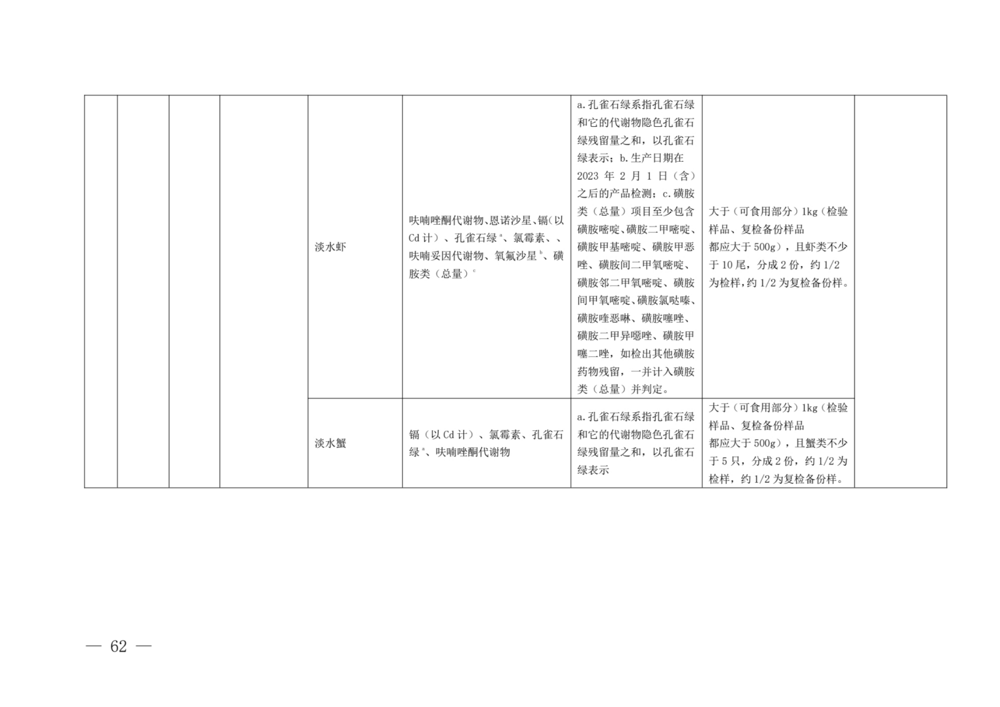 淡水虾
呋喃唑酮代谢物、恩诺沙星、镉（以
Cd 计）、孔雀石绿ᵃ、氯霉素、、
呋喃妥因代谢物、氧氟沙星ᵇ、磺
胺类（总量）ᶜ
a.孔雀石绿系指孔雀石绿
和它的代谢物隐色孔雀石
绿残留量之和，以孔雀石
绿表示；b.生产日期在
2023 年 2 月 1 日（含）
之后的产品检测；c.磺胺
类（总量）项目至少包含
磺胺嘧啶、磺胺二甲嘧啶、
磺胺甲基嘧啶、磺胺甲恶
唑、磺胺间二甲氧嘧啶、
磺胺邻二甲氧嘧啶、磺胺
间甲氧嘧啶、磺胺氯哒嗪、
磺胺喹恶啉、磺胺噻唑、
磺胺二甲异噁唑、磺胺甲
噻二唑，如检出其他磺胺
药物残留，一并计入磺胺
类（总量）并判定。
大于（可食用部分）1kg（检验
样品、复检备份样品
都应大于 500g），且虾类不少
于 10 尾，分成 2 份，约 1/2
为检样，约 1/2 为复检备份样。
淡水蟹
镉（以 Cd 计）、氯霉素、孔雀石
绿ᵃ、呋喃唑酮代谢物
a.孔雀石绿系指孔雀石绿
和它的代谢物隐色孔雀石
绿残留量之和，以孔雀石
绿表示
大于（可食用部分）1kg（检验
样品、复检备份样品
都应大于 500g），且蟹类不少
于 5 只，分成 2 份，约 1/2 为
检样，约 1/2 为复检备份样。
— 62 —